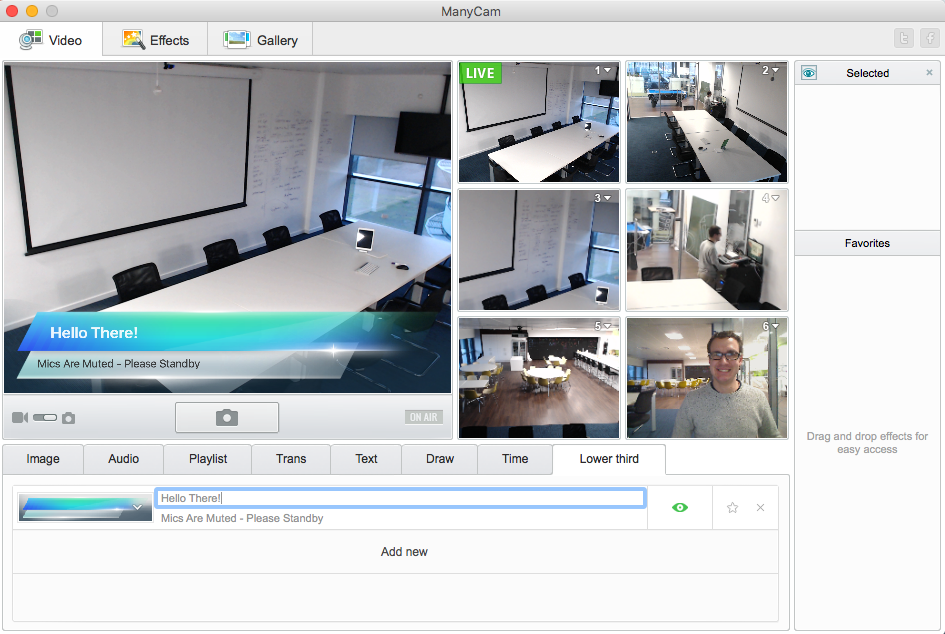 ManyCam
Video
Effects
Gallery
LIVE
1
2
Selected
3
4
Favorites
Hello There!
Mics Are Muted - Please Standby
5
6
ON AIR
Drag and drop effects for
easy access
Image
Audio
Playlist
Trans
Text
Draw
Time
Lower third
Hello There!
Mics Are Muted - Please Standby
Add new